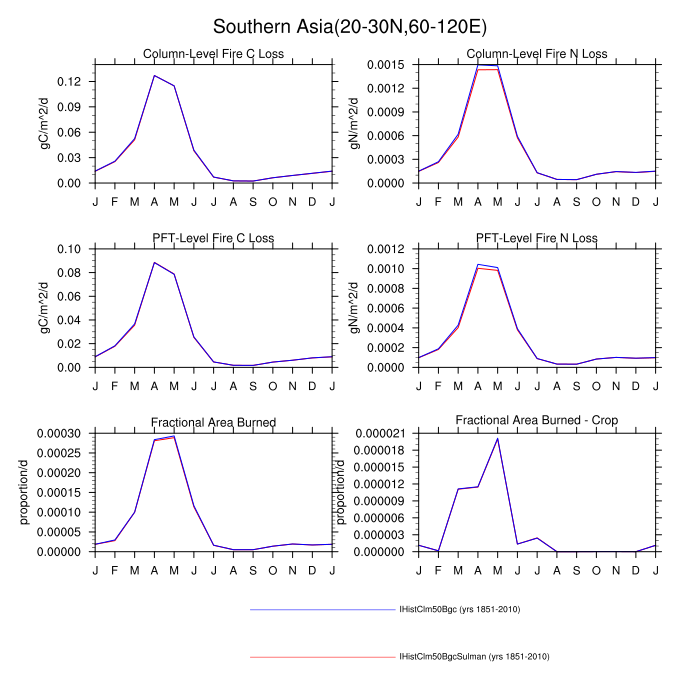 Southern Asia(20-30N,60-120E)
Column-Level Fire C Loss
gC/m^2/d
0.12
0.09
0.06
0.03
0.00
J F M A M J J A S O N D J
Column-Level Fire N Loss
gN/m^2/d
0.0015
0.0012
0.0009
0.0006
0.0003
0.0000
J F M A M J J A S O N D J
PFT-Level Fire C Loss
gC/m^2/d
0.10
0.08
0.06
0.04
0.02
0.00
J F M A M J J A S O N D J
PFT-Level Fire N Loss
gN/m^2/d
0.0012
0.0010
0.0008
0.0006
0.0004
0.0002
0.0000
J F M A M J J A S O N D J
Fractional Area Burned
proportion/d
0.00030
0.00025
0.00020
0.00015
0.00010
0.00005
0.00000
J F M A M J J A S O N D J
Fractional Area Burned - Crop
proportion/d
0.000021
0.000018
0.000015
0.000012
0.000009
0.000006
0.000003
0.000000
J F M A M J J A S O N D J
IHistClm50Bgc (yrs 1851-2010)
IHistClm50BgcSulman (yrs 1851-2010)